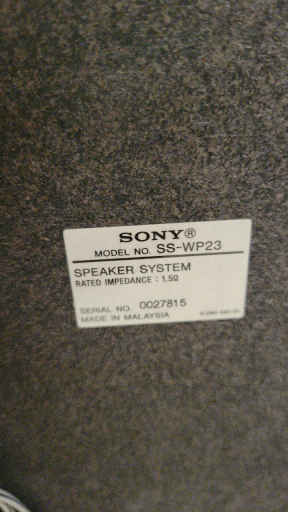 SONY®
MODEL NO. SS-WP23
SPEAKER SYSTEM
RATED IMPEDANCE : 1.5Ω
SERIAL NO. 0027815
MADE IN MALAYSIA